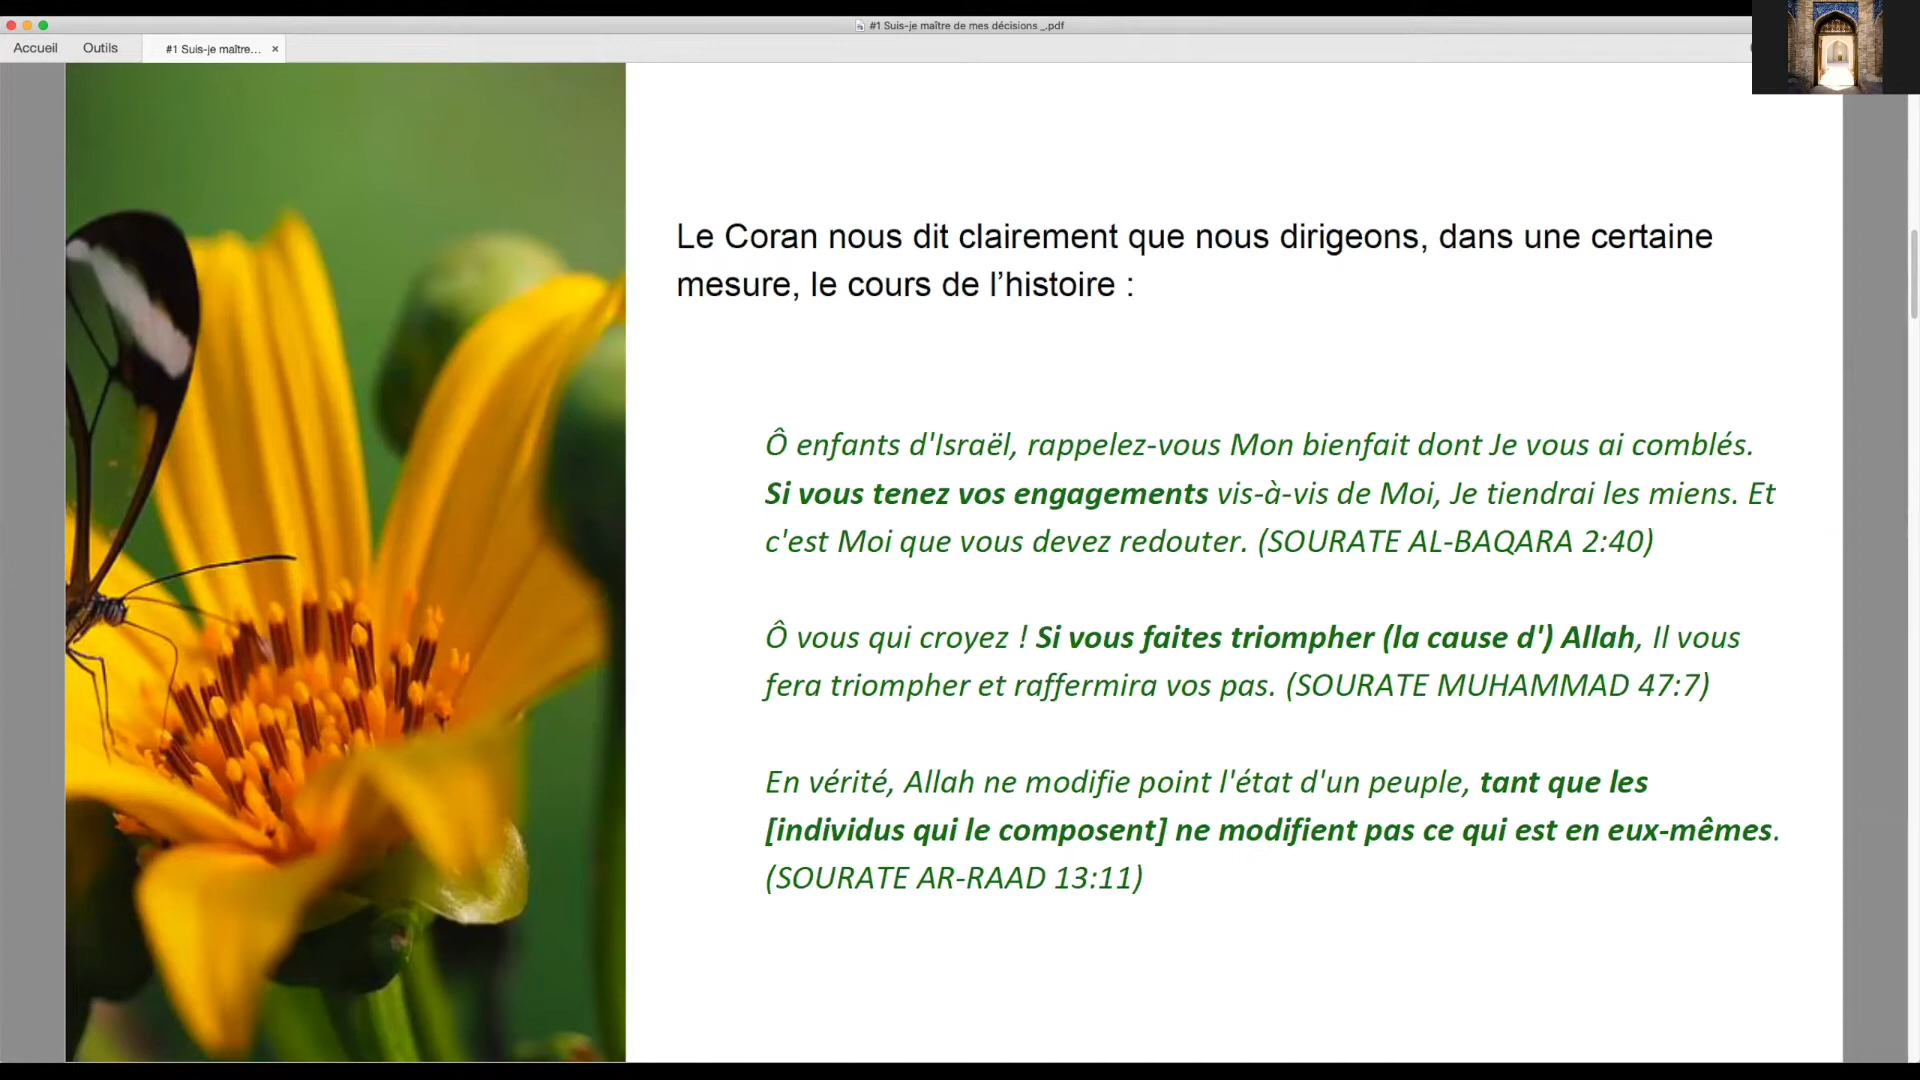 #1 Suis-je maître de mes décisions _.pdf
Accueil Outils #1 Suis-je maître... ×
Le Coran nous dit clairement que nous dirigeons, dans une certaine
mesure, le cours de l’histoire :
Ô enfants d'Israël, rappelez-vous Mon bienfait dont Je vous ai comblés.
Si vous tenez vos engagements vis-à-vis de Moi, Je tiendrai les miens. Et
c'est Moi que vous devez redouter. (SOURATE AL-BAQARA 2:40)
Ô vous qui croyez ! Si vous faites triompher (la cause d') Allah, Il vous
fera triompher et raffermira vos pas. (SOURATE MUHAMMAD 47:7)
En vérité, Allah ne modifie point l'état d'un peuple, tant que les
[individus qui le composent] ne modifient pas ce qui est en eux-mêmes.
(SOURATE AR-RAAD 13:11)